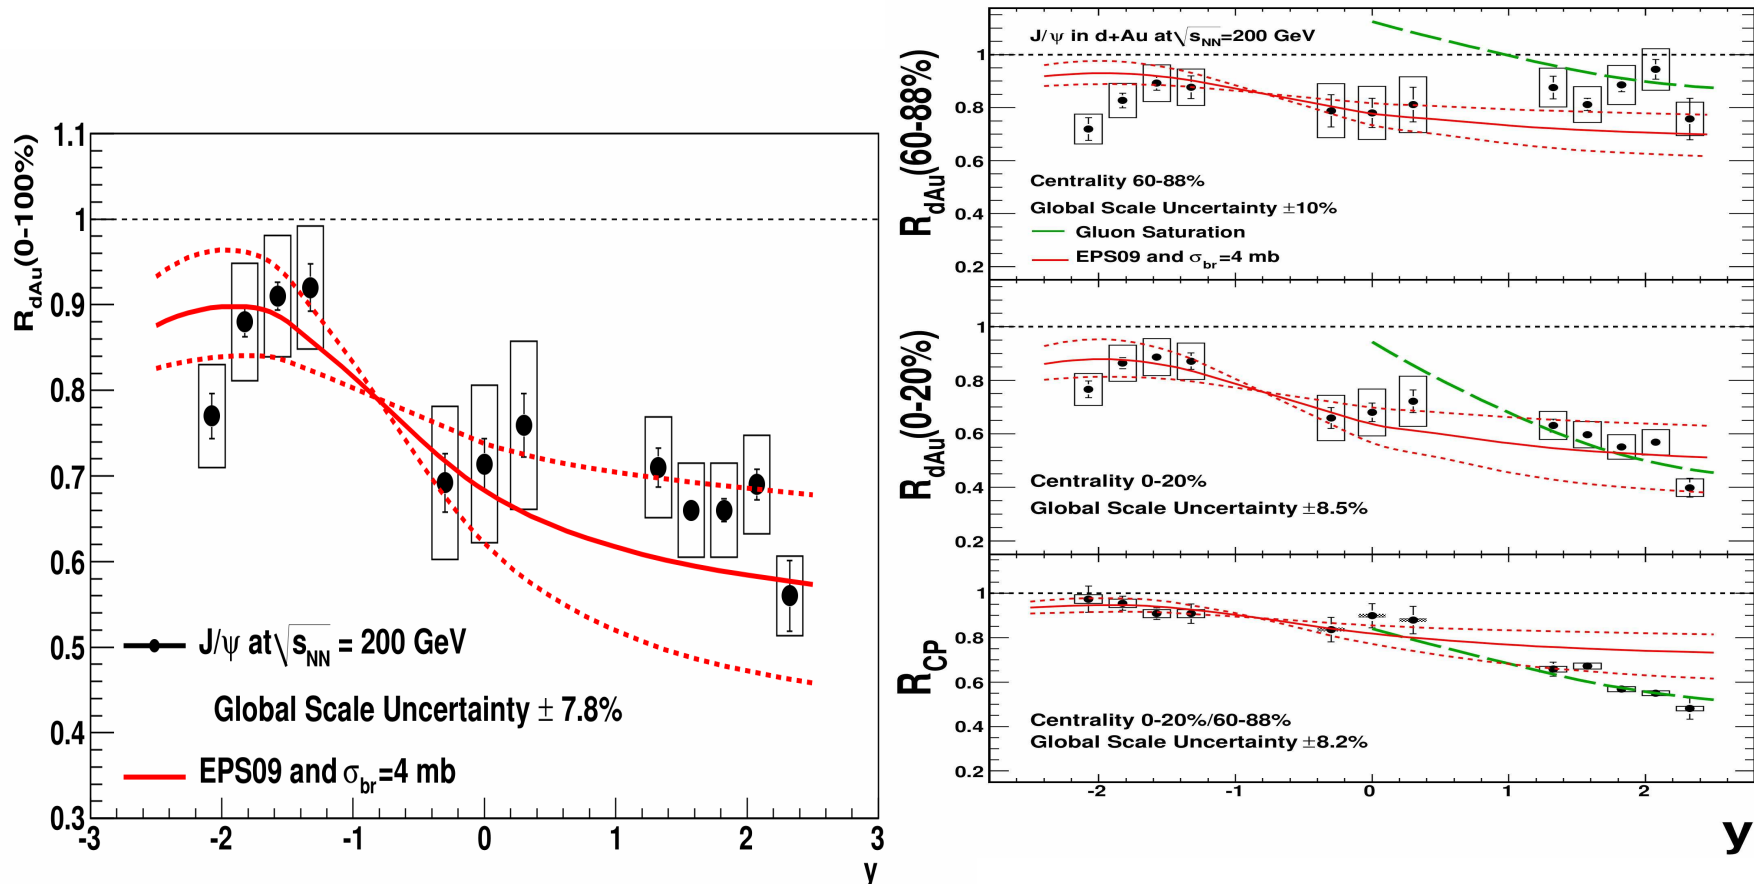 R_dAu(0-100%)
1.1
1
0.9
0.8
0.7
0.6
0.5
0.4
0.3
J/ψ at √s_NN = 200 GeV
Global Scale Uncertainty ± 7.8%
EPS09 and σ_br=4 mb
-3 -2 -1 0 1 2 3
y
R_dAu(60-88%)
J/ψ in d+Au at √s_NN=200 GeV
1
0.8
0.6
0.4
0.2
Centrality 60-88%
Global Scale Uncertainty ±10%
Gluon Saturation
EPS09 and σ_br=4 mb
R_dAu(0-20%)
1
0.8
0.6
0.4
0.2
Centrality 0-20%
Global Scale Uncertainty ±8.5%
R_CP
1
0.8
0.6
0.4
0.2
Centrality 0-20%/60-88%
Global Scale Uncertainty ±8.2%
-2 -1 0 1 2
y